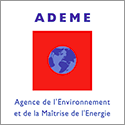 ADEME
Agence de l'Environnement
et de la Maîtrise de l'Energie